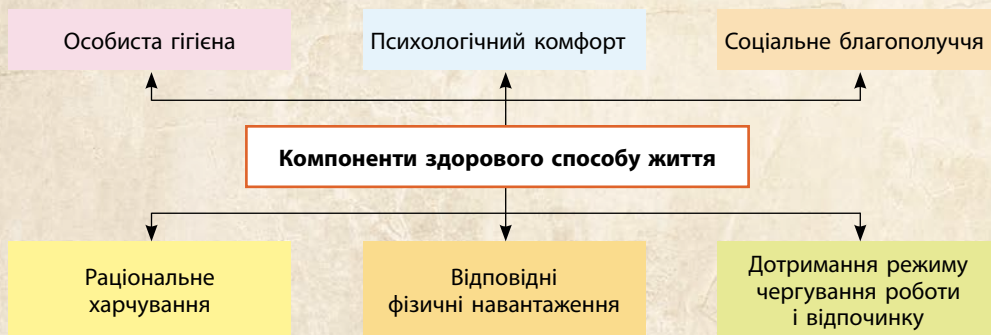 Особиста гігієна
Психологічний комфорт
Соціальне благополуччя
Компоненти здорового способу життя
Раціональне
харчування
Відповідні
фізичні навантаження
Дотримання режиму
чергування роботи
і відпочинку